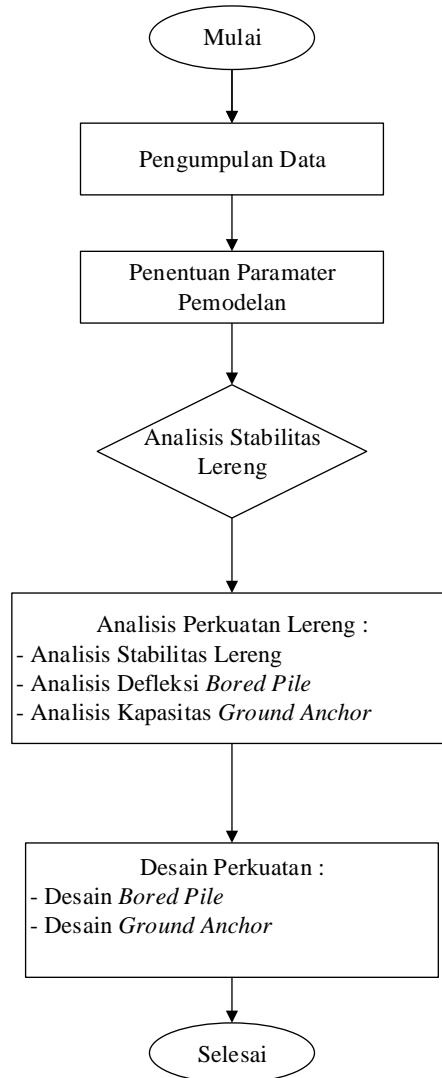 Mulai
Pengumpulan Data
Penentuan Paramater
Pemodelan
Analisis Stabilitas
Lereng
Analisis Perkuatan Lereng :
- Analisis Stabilitas Lereng
- Analisis Defleksi Bored Pile
- Analisis Kapasitas Ground Anchor
Desain Perkuatan :
- Desain Bored Pile
- Desain Ground Anchor
Selesai